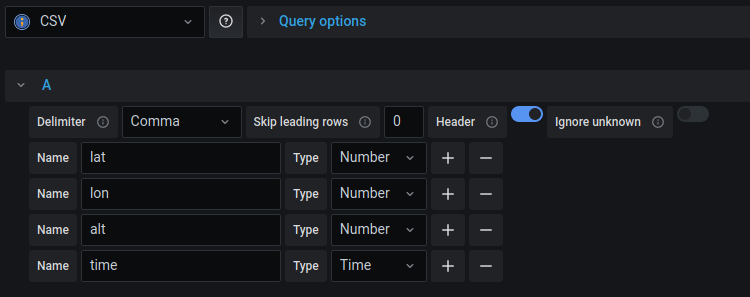 CSV Query options
A
Delimiter Comma Skip leading rows 0 Header Ignore unknown
Name lat Type Number + −
Name lon Type Number + −
Name alt Type Number + −
Name time Type Time + −